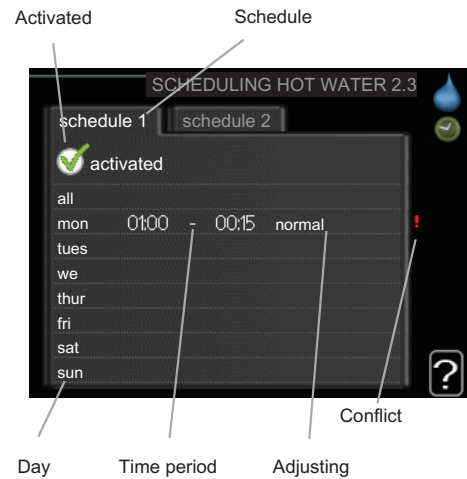 Activated Schedule
SCHEDULING HOT WATER 2.3
schedule 1 schedule 2
activated
all
mon 01:00 - 00:15 normal !
tues
we
thur
fri
sat
sun
?
Conflict
Day Time period Adjusting